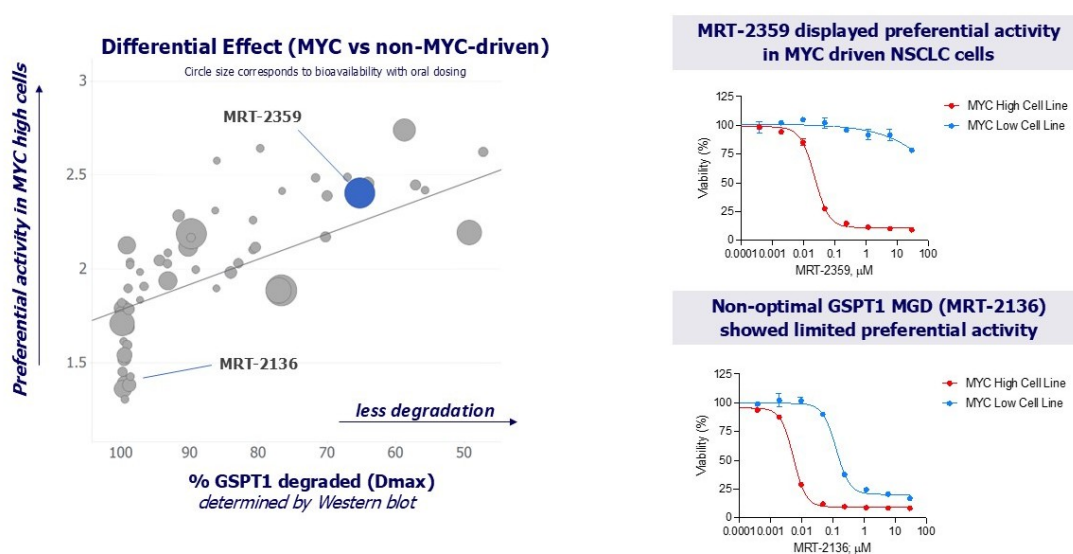 Differential Effect (MYC vs non-MYC-driven)
Circle size corresponds to bioavailability with oral dosing
Preferential activity in MYC high cells
3
2.5
2
1.5
MRT-2359
MRT-2136
less degradation
100 90 80 70 60 50
% GSPT1 degraded (Dmax)
determined by Western blot
MRT-2359 displayed preferential activity
in MYC driven NSCLC cells
Viability (%)
125
100
75
50
25
0
0.0001 0.001 0.01 0.1 1 10 100
MRT-2359, μM
MYC High Cell Line
MYC Low Cell Line
Non-optimal GSPT1 MGD (MRT-2136)
showed limited preferential activity
Viability (%)
125
100
75
50
25
0
0.0001 0.001 0.01 0.1 1 10 100
MRT-2136; μM
MYC High Cell Line
MYC Low Cell Line